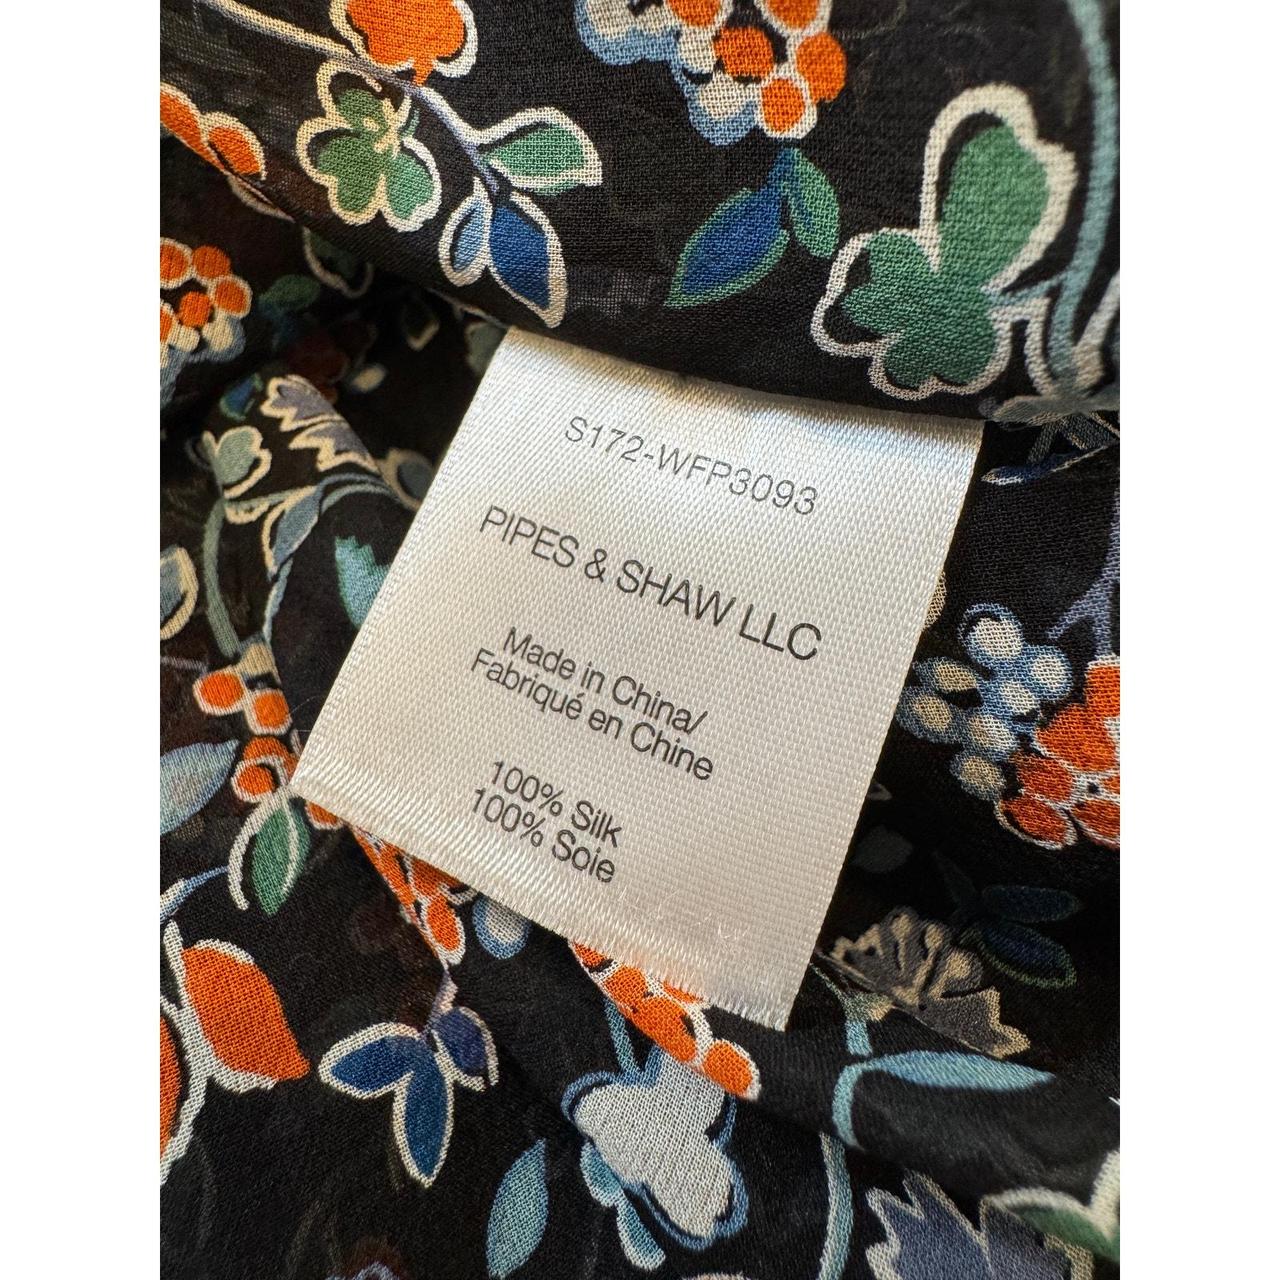 S172-WFP3093
PIPES & SHAW LLC
Made in China/
Fabriqué en Chine
100% Silk
100% Soie